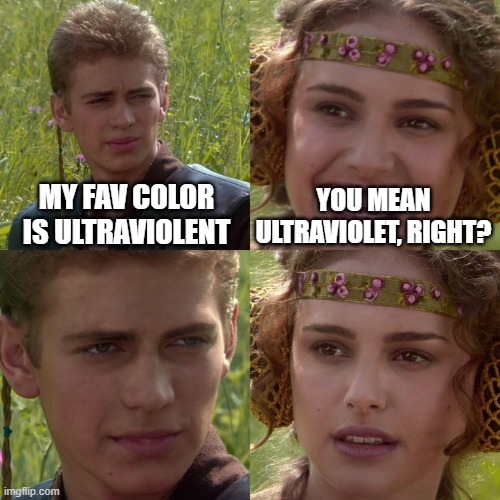 MY FAV COLOR
IS ULTRAVIOLENT
YOU MEAN
ULTRAVIOLET, RIGHT?
imgflip.com